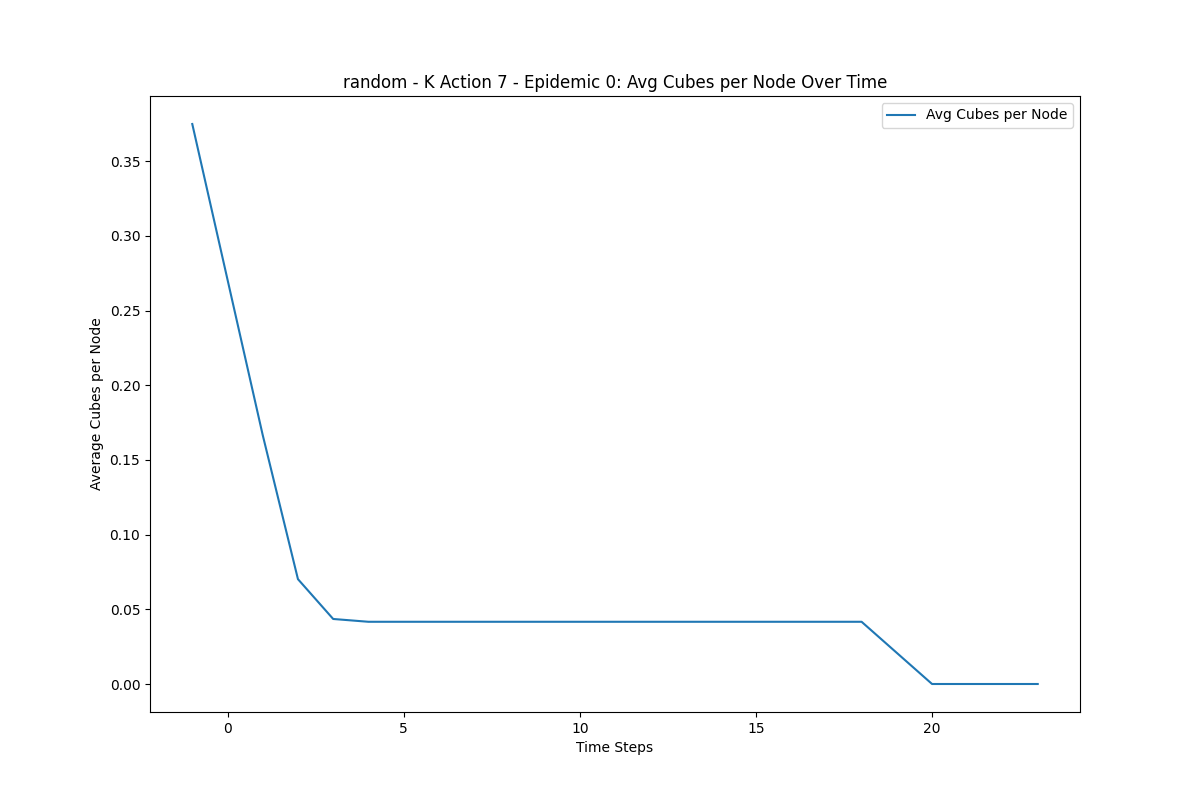 random - K Action 7 - Epidemic 0: Avg Cubes per Node Over Time
Avg Cubes per Node
Average Cubes per Node
0.35
0.30
0.25
0.20
0.15
0.10
0.05
0.00
0 5 10 15 20
Time Steps